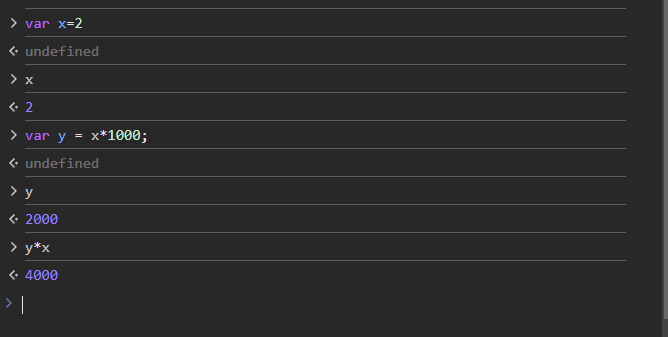 var x=2
undefined
x
2
var y = x*1000;
undefined
y
2000
y*x
4000